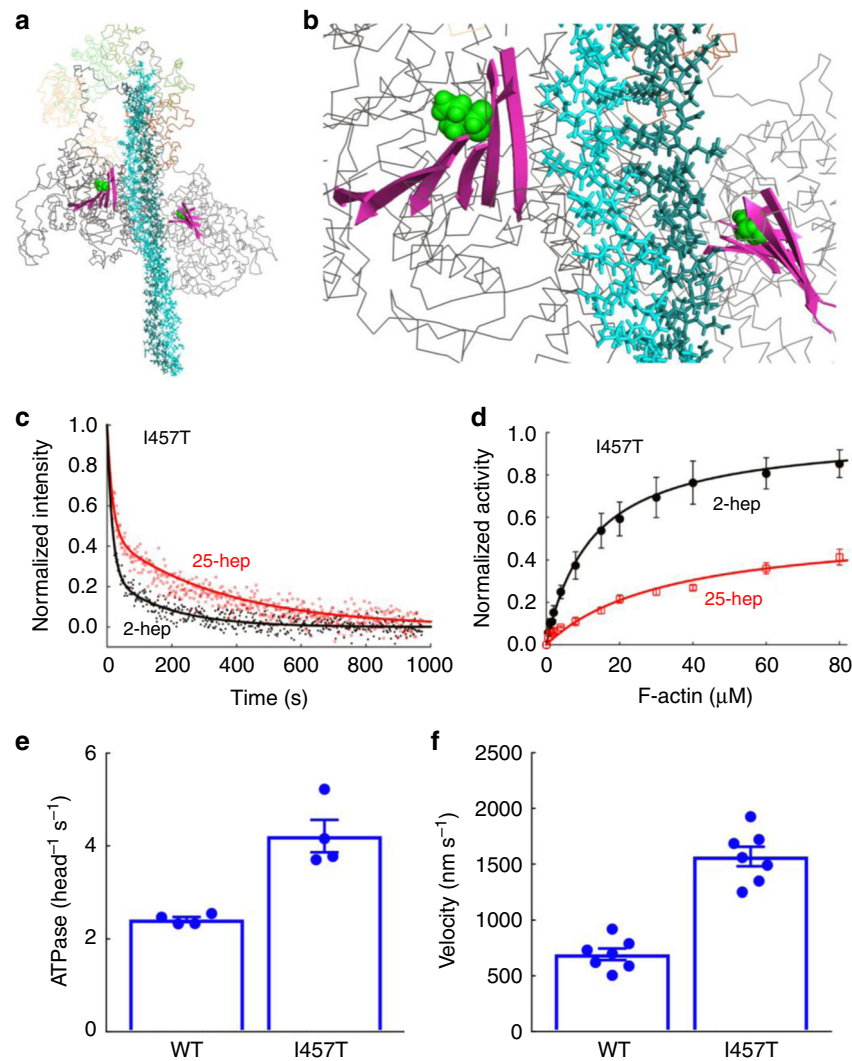 a
b
c
I457T
1.0
0.8
0.6
0.4
0.2
0.0
Normalized intensity
25-hep
2-hep
0 200 400 600 800 1000
Time (s)
d
I457T
1.0
0.8
0.6
0.4
0.2
0.0
Normalized activity
2-hep
25-hep
0 20 40 60 80
F-actin (μM)
e
6
4
2
0
ATPase (head⁻¹ s⁻¹)
WT I457T
f
2500
2000
1500
1000
500
0
Velocity (nm s⁻¹)
WT I457T